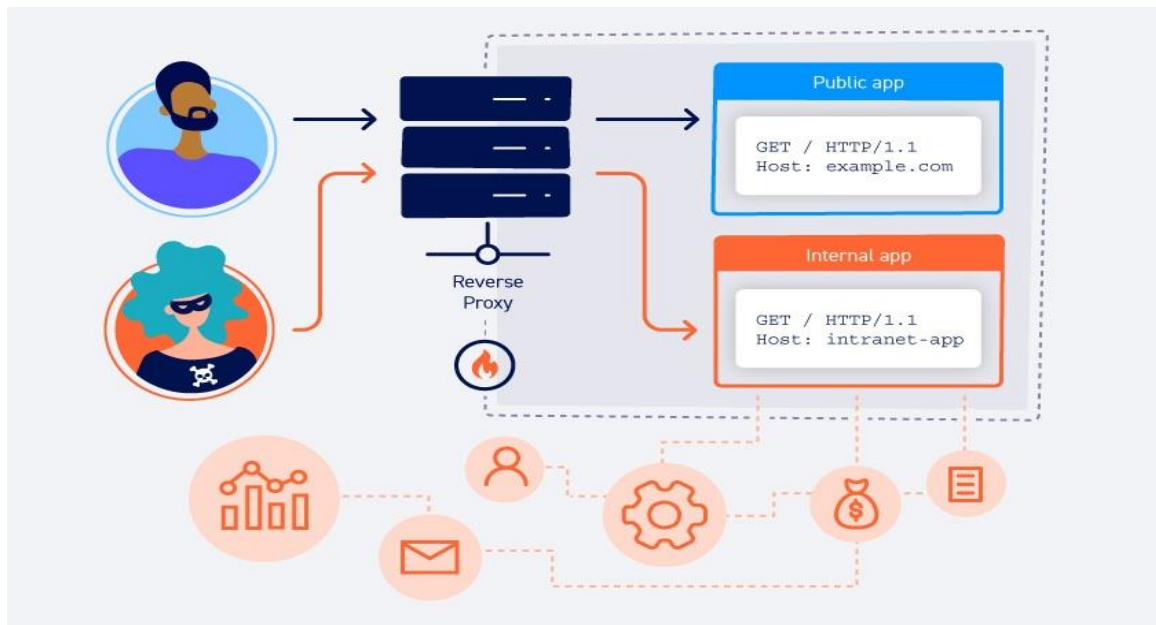 Public app
GET / HTTP/1.1
Host: example.com
Reverse
Proxy
Internal app
GET / HTTP/1.1
Host: intranet-app
$